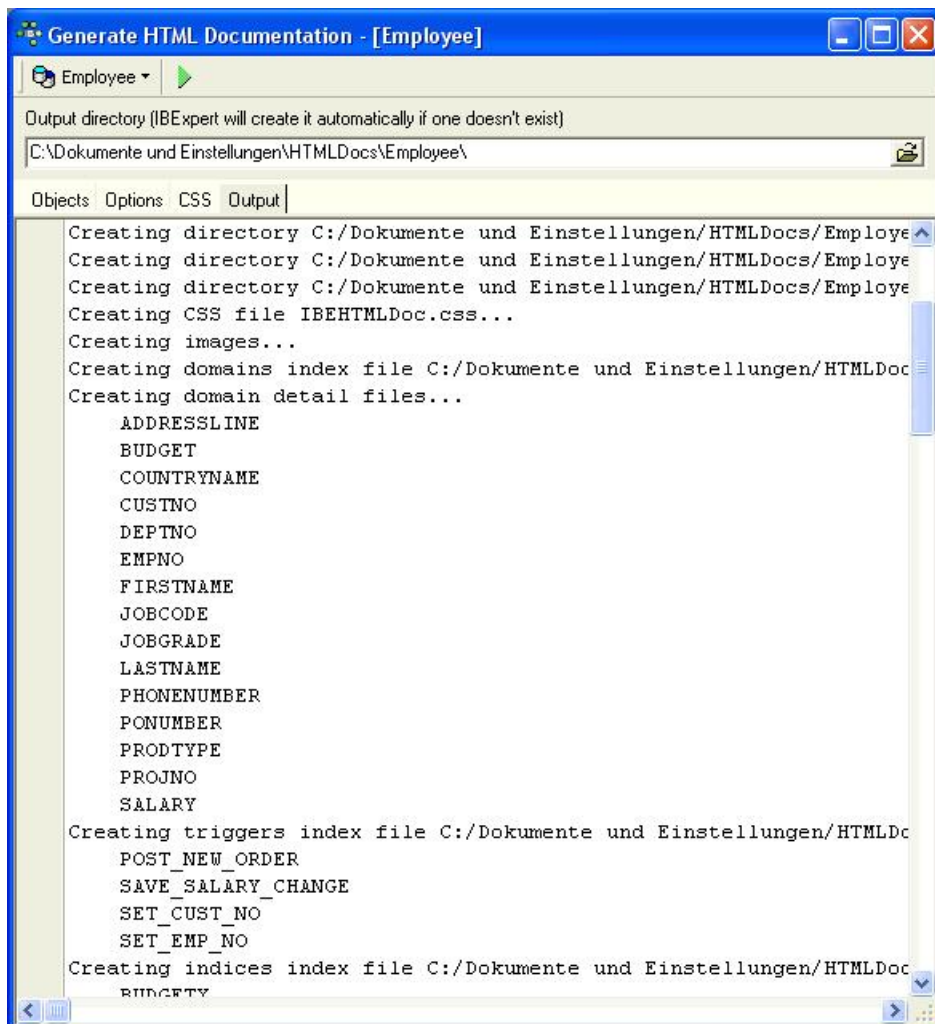 Generate HTML Documentation - [Employee]
Employee
Output directory (IBExpert will create it automatically if one doesn't exist)
C:\Dokumente und Einstellungen\HTMLDocs\Employee\
Objects Options CSS Output
Creating directory C:/Dokumente und Einstellungen/HTMLDocs/Employe
Creating directory C:/Dokumente und Einstellungen/HTMLDocs/Employe
Creating directory C:/Dokumente und Einstellungen/HTMLDocs/Employe
Creating CSS file IBEHTMLDoc.css...
Creating images...
Creating domains index file C:/Dokumente und Einstellungen/HTMLDoc
Creating domain detail files...
ADDRESSLINE
BUDGET
COUNTRYNAME
CUSTNO
DEPTNO
EMPNO
FIRSTNAME
JOBCODE
JOBGRADE
LASTNAME
PHONENUMBER
PONUMBER
PRODTYPE
PROJNO
SALARY
Creating triggers index file C:/Dokumente und Einstellungen/HTMLDo
POST_NEW_ORDER
SAVE_SALARY_CHANGE
SET_CUST_NO
SET_EMP_NO
Creating indices index file C:/Dokumente und Einstellungen/HTMLDoc
BUDGETX